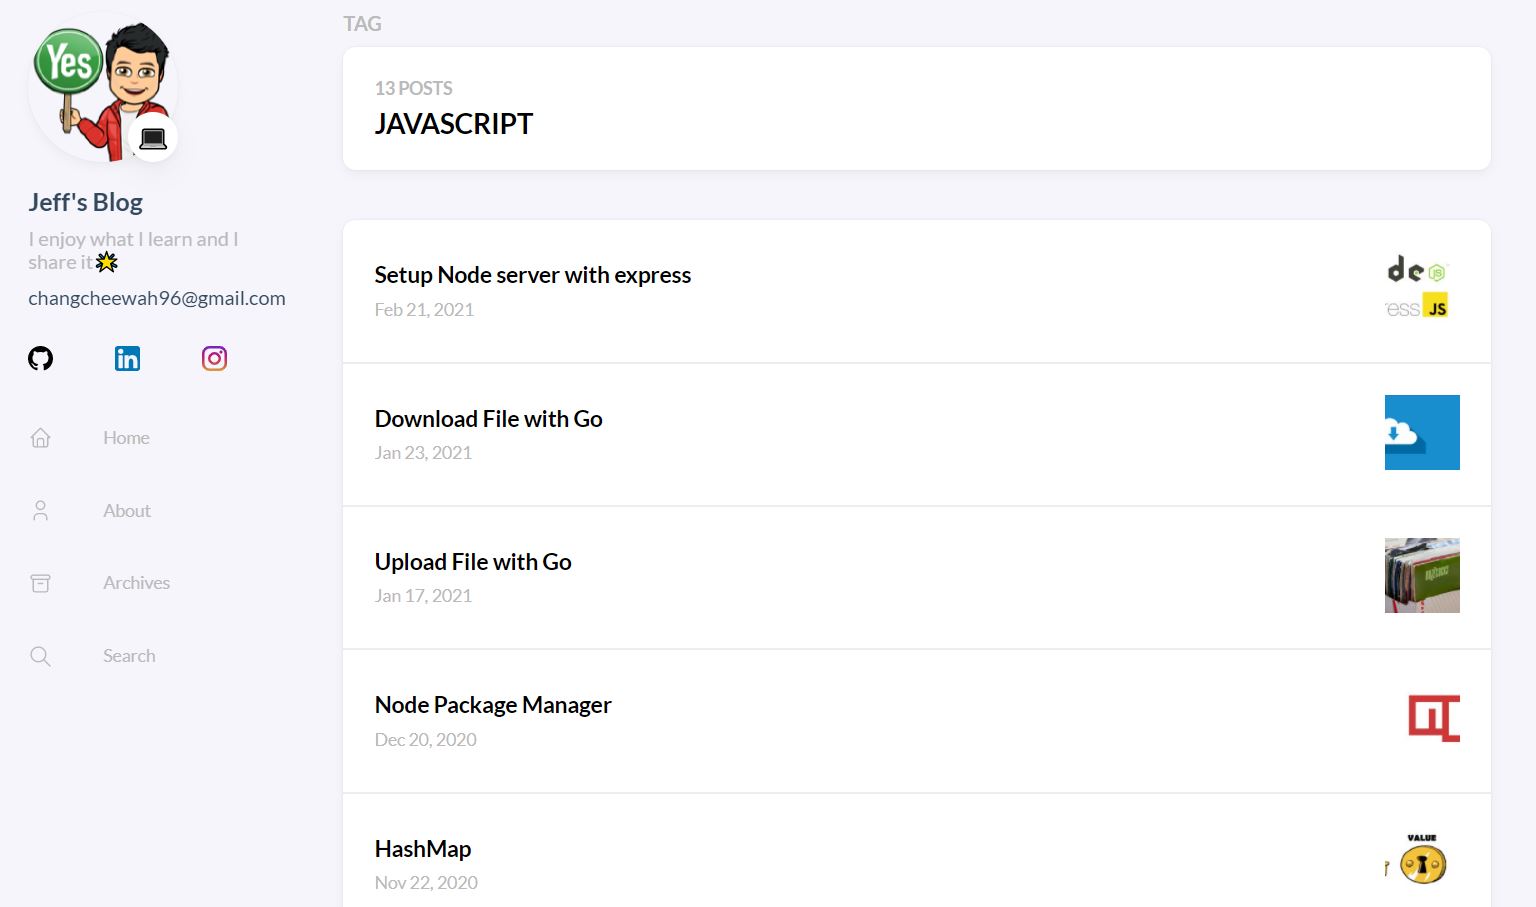 Yes
Jeff's Blog
I enjoy what I learn and I
share it🌟
changcheewah96@gmail.com
Home
About
Archives
Search
TAG
13 POSTS
JAVASCRIPT
Setup Node server with express
Feb 21, 2021
de JS
ress JS
Download File with Go
Jan 23, 2021
Upload File with Go
Jan 17, 2021
Node Package Manager
Dec 20, 2020
HashMap
Nov 22, 2020
VALUE